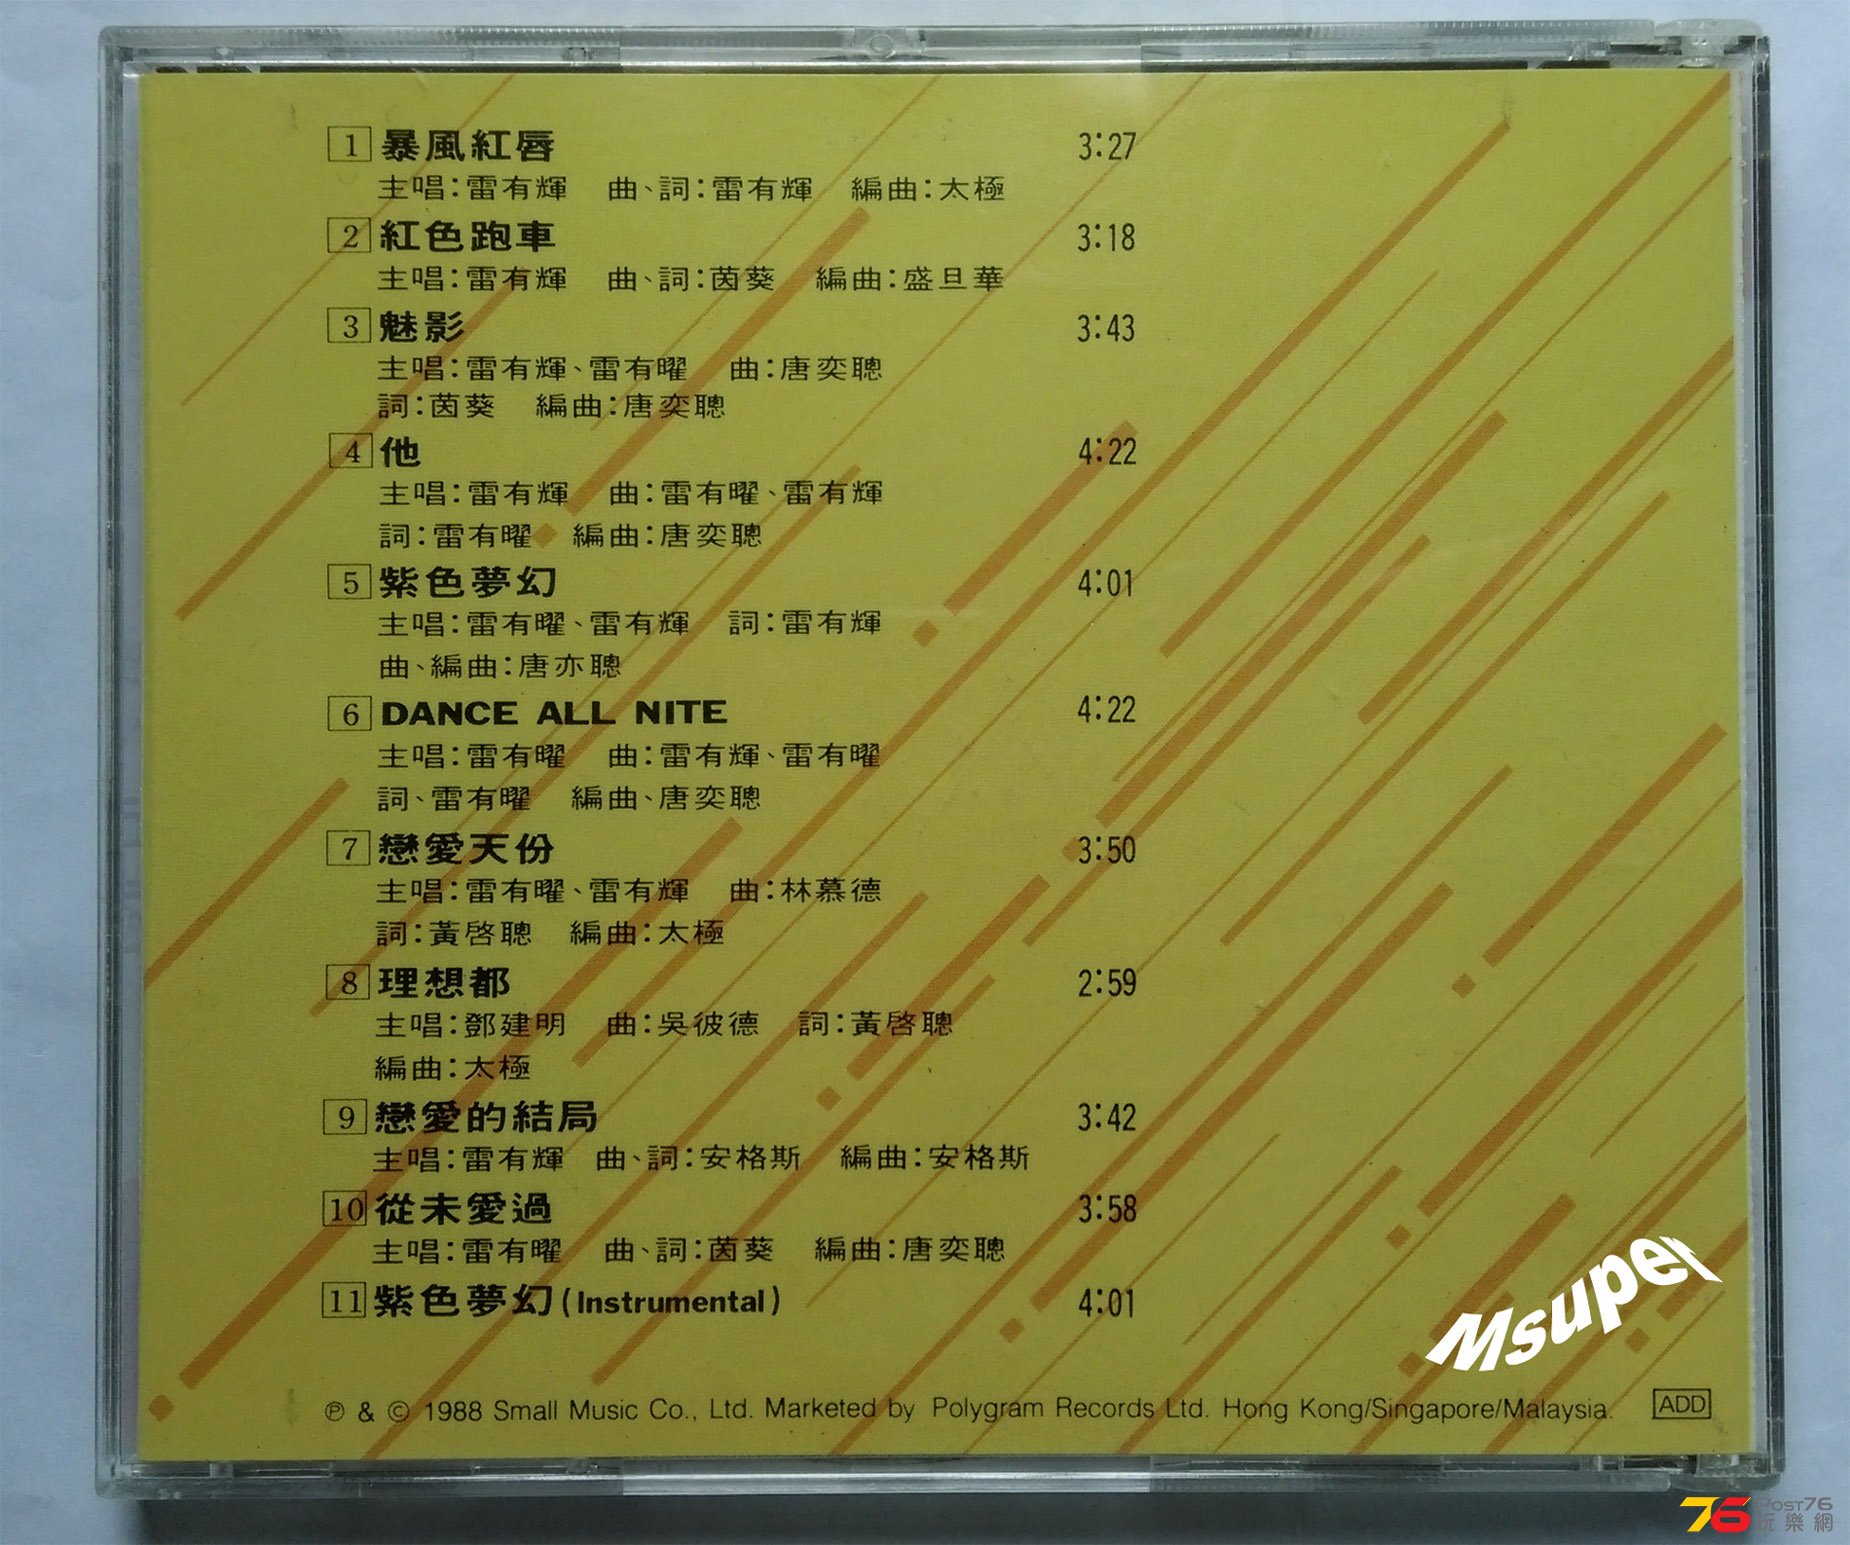 1 暴風紅唇 3:27
主唱：雷有輝 曲、詞：雷有輝 編曲：太極
2 紅色跑車 3:18
主唱：雷有輝 曲、詞：茵葵 編曲：盛旦華
3 魅影 3:43
主唱：雷有輝、雷有曜 曲：唐奕聰
詞：茵葵 編曲：唐奕聰
4 他 4:22
主唱：雷有輝 曲：雷有曜、雷有輝
詞：雷有曜 編曲：唐奕聰
5 紫色夢幻 4:01
主唱：雷有曜、雷有輝 詞：雷有輝
曲、編曲：唐亦聰
6 DANCE ALL NITE 4:22
主唱：雷有曜 曲：雷有輝、雷有曜
詞、雷有曜 編曲、唐奕聰
7 戀愛天份 3:50
主唱：雷有曜、雷有輝 曲：林慕德
詞：黃啓聰 編曲：太極
8 理想都 2:59
主唱：鄧建明 曲：吳彼德 詞：黃啓聰
編曲：太極
9 戀愛的結局 3:42
主唱：雷有輝 曲、詞：安格斯 編曲：安格斯
10 從未愛過 3:58
主唱：雷有曜 曲、詞：茵葵 編曲：唐奕聰
11 紫色夢幻(Instrumental) 4:01
Msuper
℗ & © 1988 Small Music Co., Ltd. Marketed by Polygram Records Ltd. Hong Kong/Singapore/Malaysia. ADD
76 Post76
玩樂網